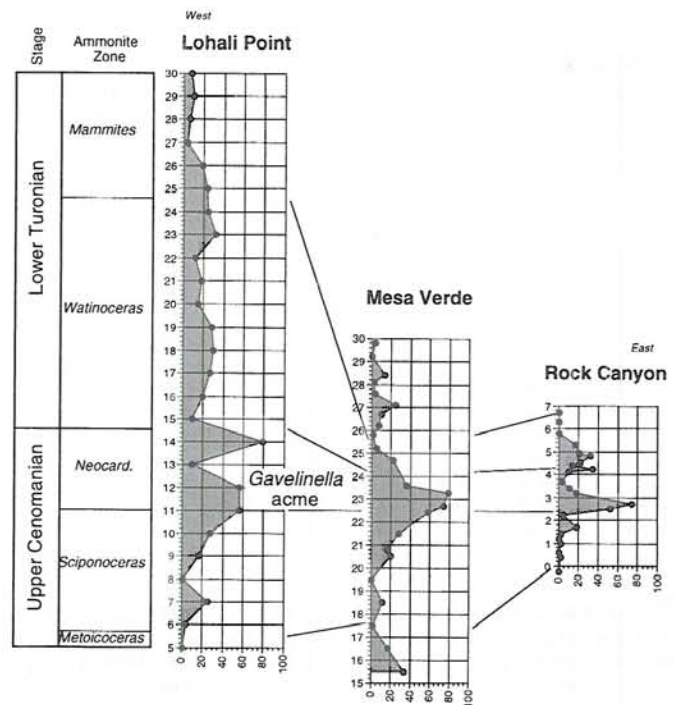 West
Lohali Point
Stage
Ammonite
Zone
Lower Turonian
Upper Cenomanian
Mammites
Watinoceras
Neocard.
Sciponoceras
Metoicoceras
30
29
28
27
26
25
24
23
22
21
20
19
18
17
16
15
14
13
12
11
10
9
8
7
6
5
0 20 40 60 80 100
Gavelinella
acme
Mesa Verde
30
29
28
27
26
25
24
23
22
21
20
19
18
17
16
15
0 20 40 60 80 100
East
Rock Canyon
7
6
5
4
3
2
1
0
0 20 40 60 80 100